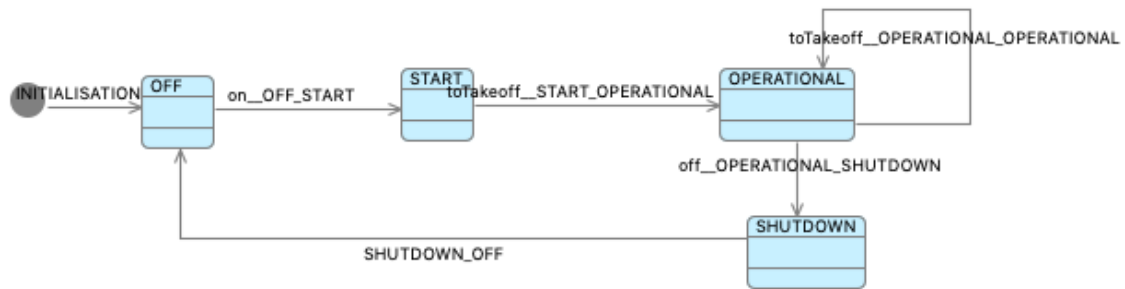 toTakeoff__OPERATIONAL_OPERATIONAL
INITIALISATION
OFF
on__OFF_START
START
toTakeoff__START_OPERATIONAL
OPERATIONAL
off__OPERATIONAL_SHUTDOWN
SHUTDOWN
SHUTDOWN_OFF